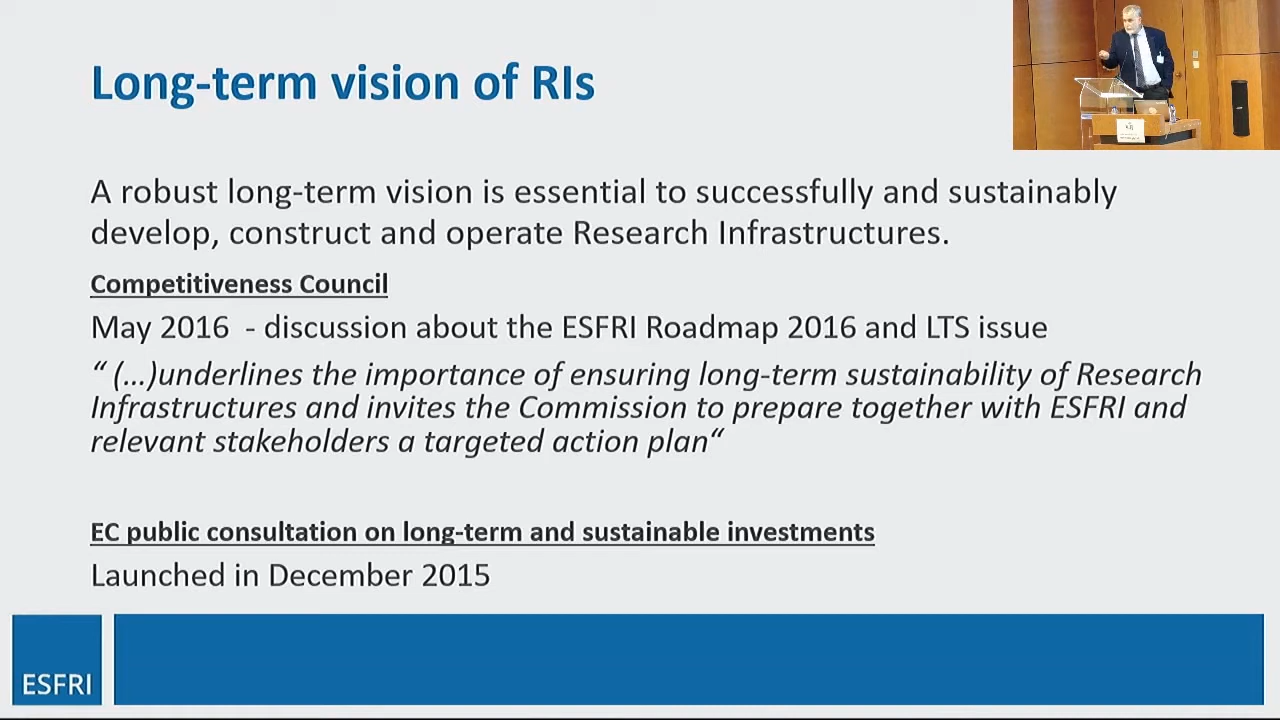 Long-term vision of RIs
A robust long-term vision is essential to successfully and sustainably
develop, construct and operate Research Infrastructures.
Competitiveness Council
May 2016  - discussion about the ESFRI Roadmap 2016 and LTS issue
“ (...)underlines the importance of ensuring long-term sustainability of Research
Infrastructures and invites the Commission to prepare together with ESFRI and
relevant stakeholders a targeted action plan“
EC public consultation on long-term and sustainable investments
Launched in December 2015
ESFRI